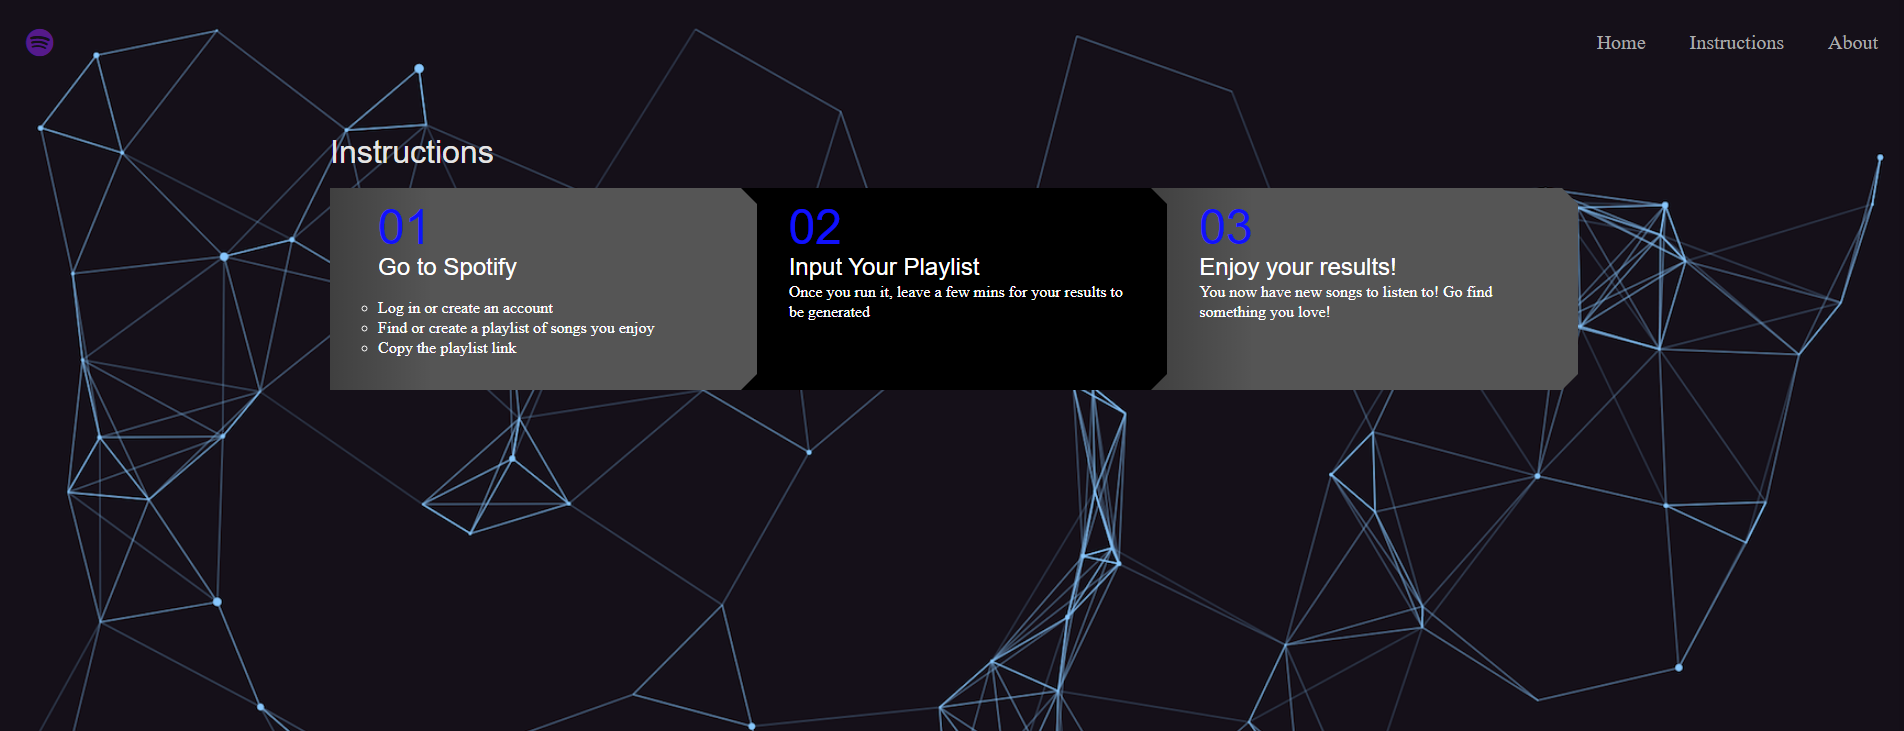 Home Instructions About
Instructions
01
Go to Spotify
Log in or create an account
Find or create a playlist of songs you enjoy
Copy the playlist link
02
Input Your Playlist
Once you run it, leave a few mins for your results to
be generated
03
Enjoy your results!
You now have new songs to listen to! Go find
something you love!